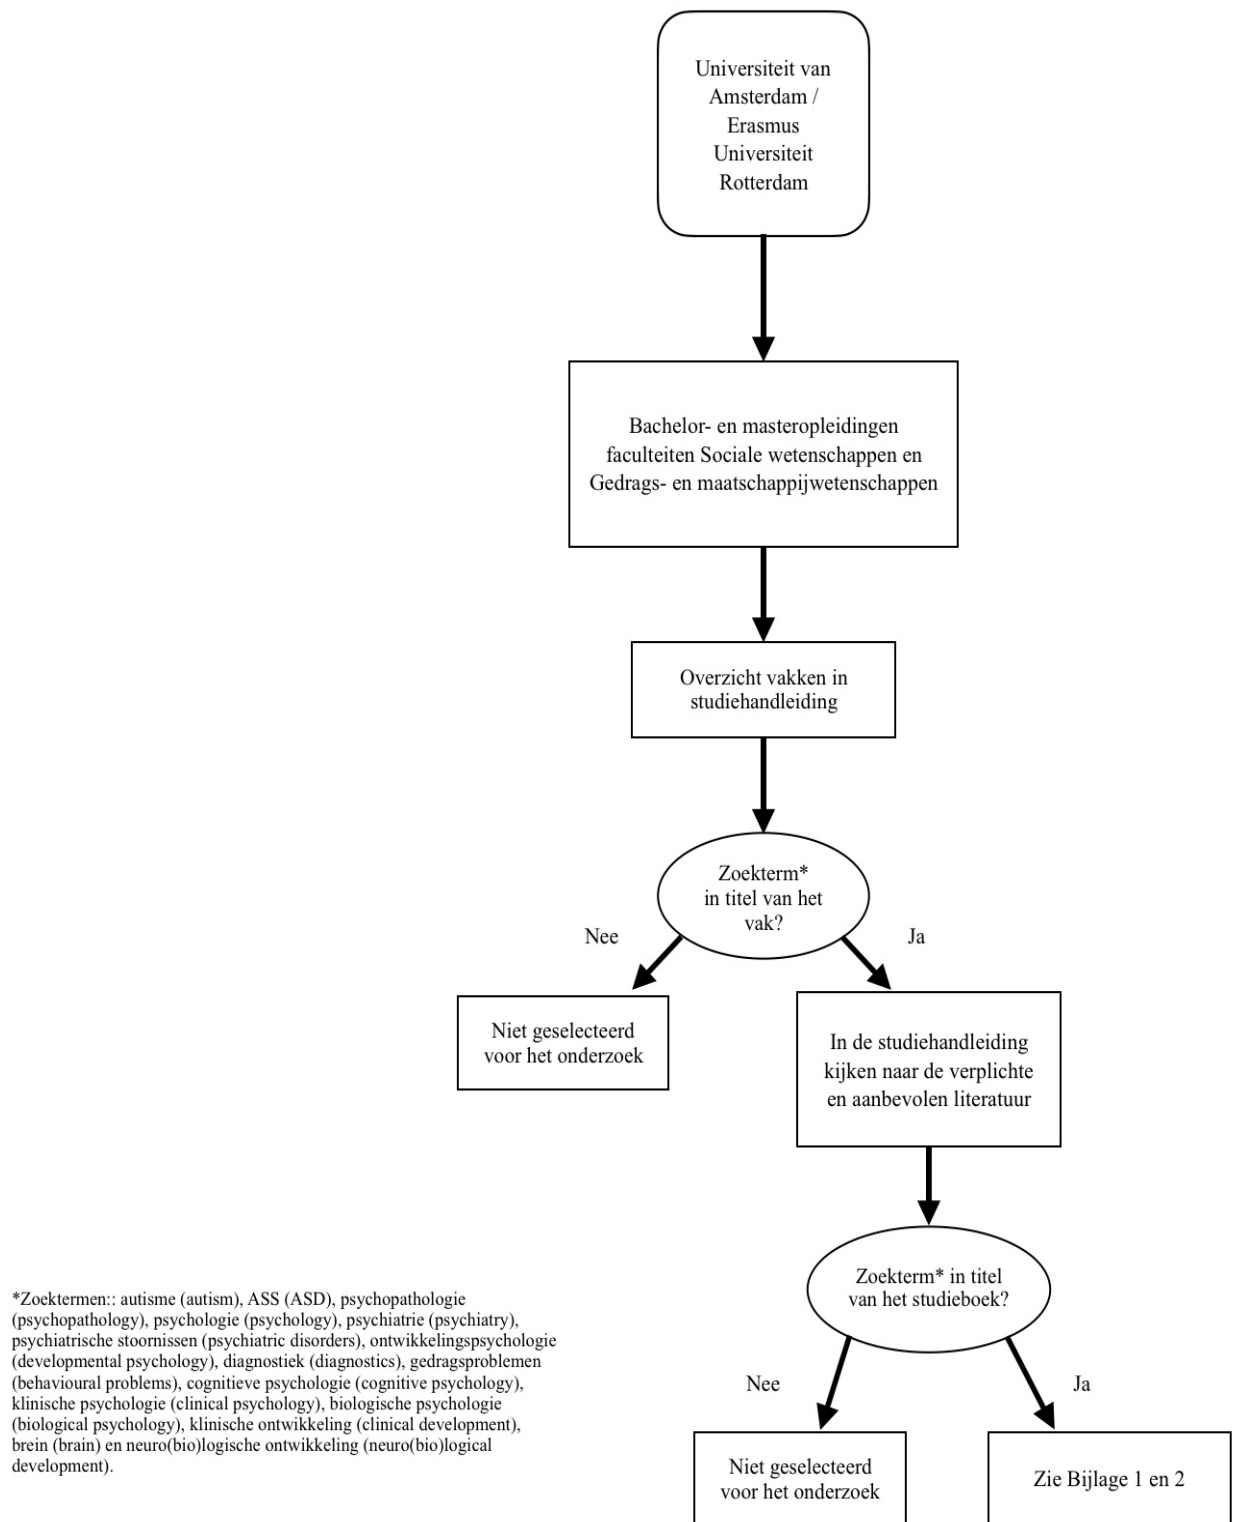 Universiteit van
Amsterdam /
Erasmus
Universiteit
Rotterdam
Bachelor- en masteropleidingen
faculteiten Sociale wetenschappen en
Gedrags- en maatschappijwetenschappen
Overzicht vakken in
studiehandleiding
Zoekterm*
in titel van het
vak?
Nee
Ja
Niet geselecteerd
voor het onderzoek
In de studiehandleiding
kijken naar de verplichte
en aanbevolen literatuur
Zoekterm* in titel
van het studieboek?
Nee
Ja
Niet geselecteerd
voor het onderzoek
Zie Bijlage 1 en 2
*Zoektermen:: autisme (autism), ASS (ASD), psychopathologie
(psychopathology), psychologie (psychology), psychiatrie (psychiatry),
psychiatrische stoornissen (psychiatric disorders), ontwikkelingspsychologie
(developmental psychology), diagnostiek (diagnostics), gedragsproblemen
(behavioural problems), cognitieve psychologie (cognitive psychology),
klinische psychologie (clinical psychology), biologische psychologie
(biological psychology), klinische ontwikkeling (clinical development),
brein (brain) en neuro(bio)logische ontwikkeling (neuro(bio)logical
development).